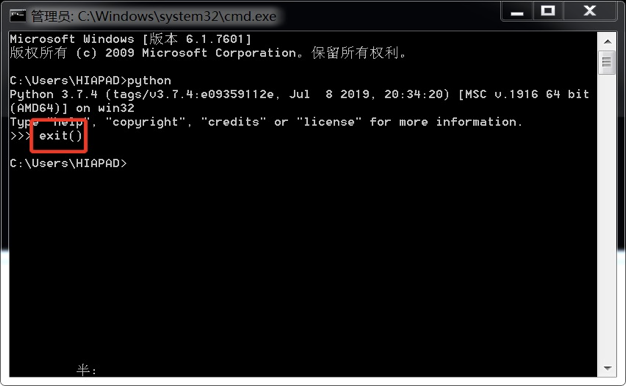 管理员: C:\Windows\system32\cmd.exe
Microsoft Windows [版本 6.1.7601]
版权所有 (c) 2009 Microsoft Corporation。保留所有权利。
C:\Users\HIAPAD>python
Python 3.7.4 (tags/v3.7.4:e09359112e, Jul  8 2019, 20:34:20) [MSC v.1916 64 bit
(AMD64)] on win32
Type "help", "copyright", "credits" or "license" for more information.
>>> exit()
C:\Users\HIAPAD>
半: